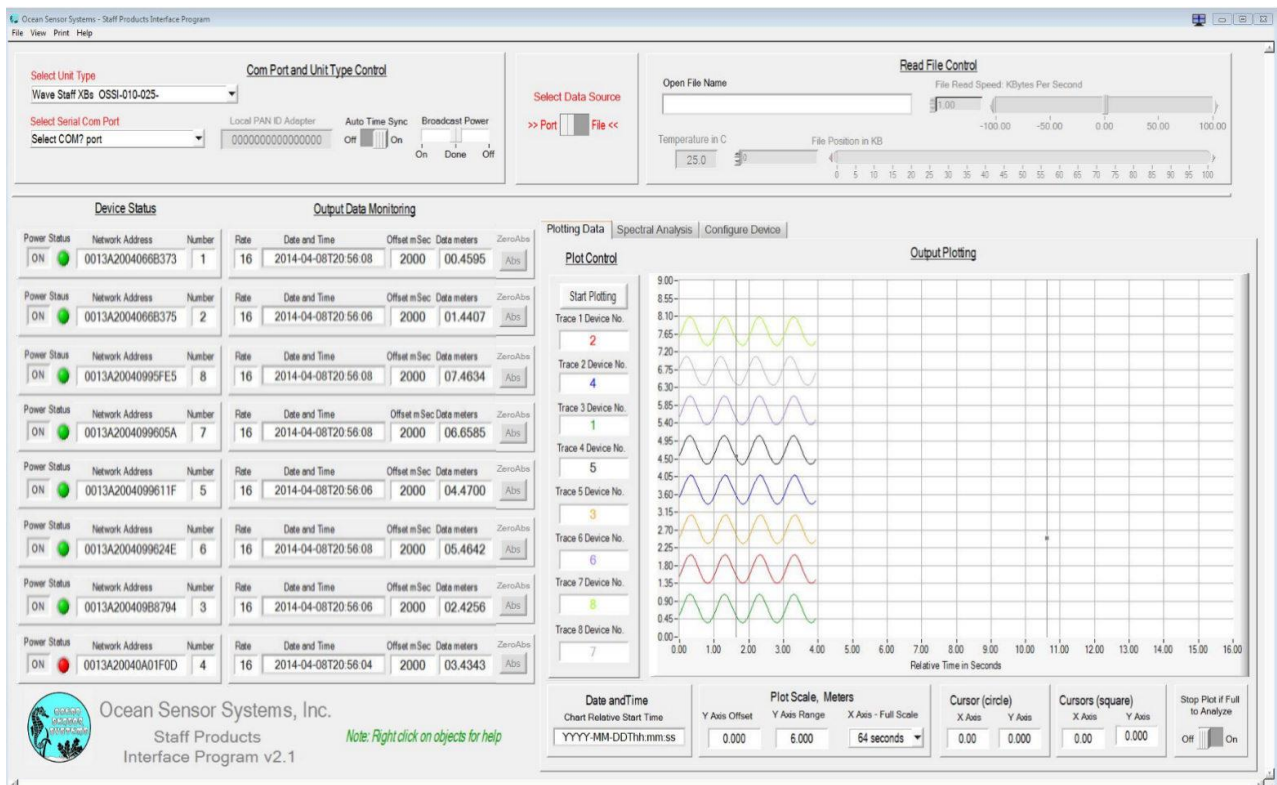 Ocean Sensor Systems - Staff Products Interface Program
File View Print Help
Com Port and Unit Type Control
Select Unit Type
Wave Staff XBs OSSI-010-025-
Select Serial Com Port
Select COM? port
Local PAN ID Adapter
0000000000000000
Auto Time Sync
Off On
Broadcast Power
On Done Off
Select Data Source
>> Port File <<
Read File Control
Open File Name
File Read Speed: KBytes Per Second
1.00
-100.00 -50.00 0.00 50.00 100.00
Temperature in C
25.0
File Position in KB
0
0 5 10 15 20 25 30 35 40 45 50 55 60 65 70 75 80 85 90 95 100
Device Status
Output Data Monitoring
Power Status Network Address Number Rate Date and Time Offset mSec Data meters ZeroAbs
ON 0013A2004066B373 1 16 2014-04-08T20:56:08 2000 00.4595 Abs
Power Staus Network Address Number Rate Date and Time Offset mSec Data meters ZeroAbs
ON 0013A2004066B375 2 16 2014-04-08T20:56:06 2000 01.4407 Abs
Power Status Network Address Number Rate Date and Time Offset mSec Data meters ZeroAbs
ON 0013A20040995FE5 8 16 2014-04-08T20:56:08 2000 07.4634 Abs
Power Status Network Address Number Rate Date and Time Offset mSec Data meters ZeroAbs
ON 0013A2004099605A 7 16 2014-04-08T20:56:08 2000 06.6585 Abs
Power Status Network Address Number Rate Date and Time Offset mSec Data meters ZeroAbs
ON 0013A2004099611F 5 16 2014-04-08T20:56:06 2000 04.4700 Abs
Power Status Network Address Number Rate Date and Time Offset mSec Data meters ZeroAbs
ON 0013A2004099624E 6 16 2014-04-08T20:56:08 2000 05.4642 Abs
Power Status Network Address Number Rate Date and Time Offset mSec Data meters ZeroAbs
ON 0013A200409B8794 3 16 2014-04-08T20:56:06 2000 02.4256 Abs
Power Status Network Address Number Rate Date and Time Offset mSec Data meters ZeroAbs
ON 0013A20040A01F0D 4 16 2014-04-08T20:56:04 2000 03.4343 Abs
OCEAN
SENSOR
SYSTEMS
Ocean Sensor Systems, Inc.
Staff Products
Interface Program v2.1
Note: Right click on objects for help
Plotting Data Spectral Analysis Configure Device
Plot Control
Start Plotting
Trace 1 Device No.
2
Trace 2 Device No.
4
Trace 3 Device No.
1
Trace 4 Device No.
5
Trace 5 Device No.
3
Trace 6 Device No.
6
Trace 7 Device No.
8
Trace 8 Device No.
7
Output Plotting
9.00
8.55
8.10
7.65
7.20
6.75
6.30
5.85
5.40
4.95
4.50
4.05
3.60
3.15
2.70
2.25
1.80
1.35
0.90
0.45
0.00
0.00 1.00 2.00 3.00 4.00 5.00 6.00 7.00 8.00 9.00 10.00 11.00 12.00 13.00 14.00 15.00 16.00
Relative Time in Seconds
Date andTime
Chart Relative Start Time
YYYY-MM-DDThh:mm:ss
Plot Scale, Meters
Y Axis Offset Y Axis Range X Axis - Full Scale
0.000 6.000 64 seconds
Cursor (circle)
X Axis Y Axis
0.00 0.000
Cursors (square)
X Axis Y Axis
0.00 0.000
Stop Plot if Full
to Analyze
Off On